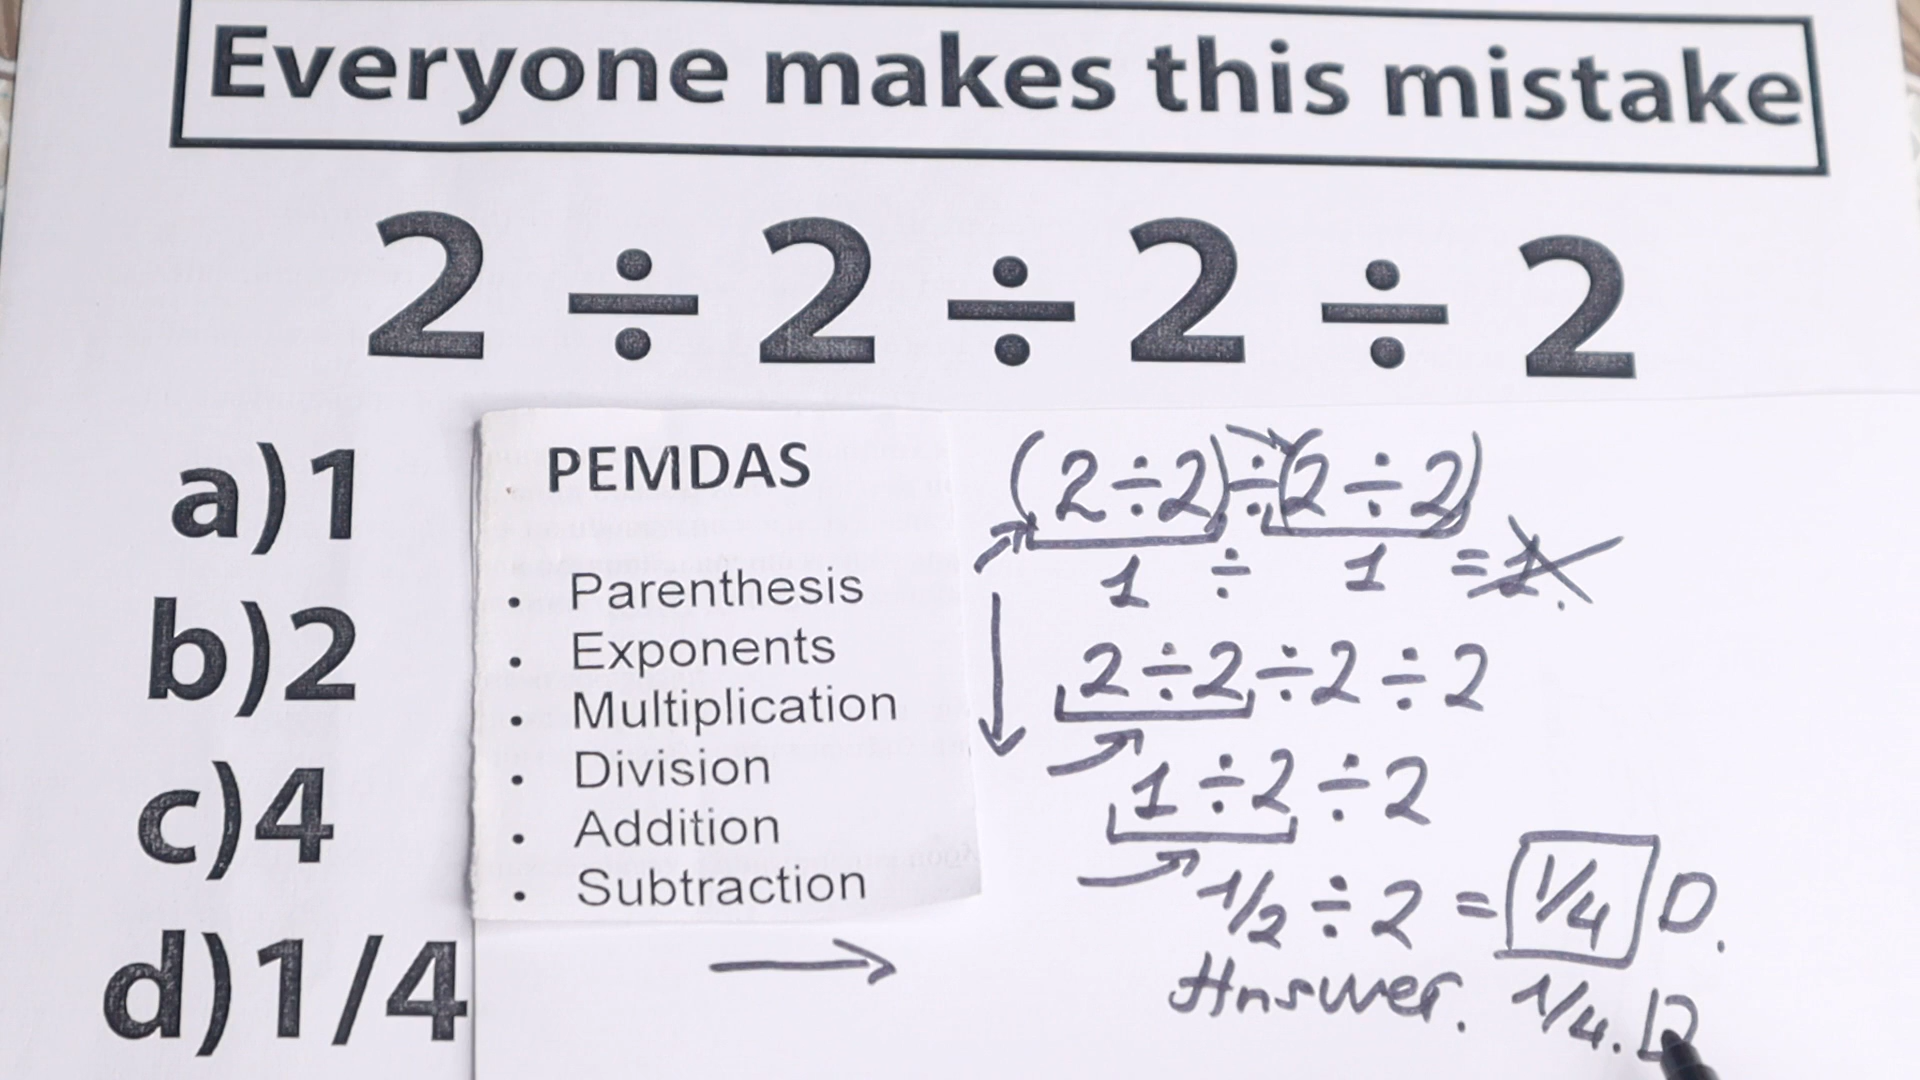 Everyone makes this mistake
2 ÷ 2 ÷ 2 ÷ 2
a)1
b)2
c)4
d)1/4
PEMDAS
• Parenthesis
• Exponents
• Multiplication
• Division
• Addition
• Subtraction
(2÷2)÷(2÷2)
1 ÷ 1 = 1.
2÷2÷2÷2
1÷2÷2
1/2 ÷ 2 = 1/4 D.
Answer. 1/4. D